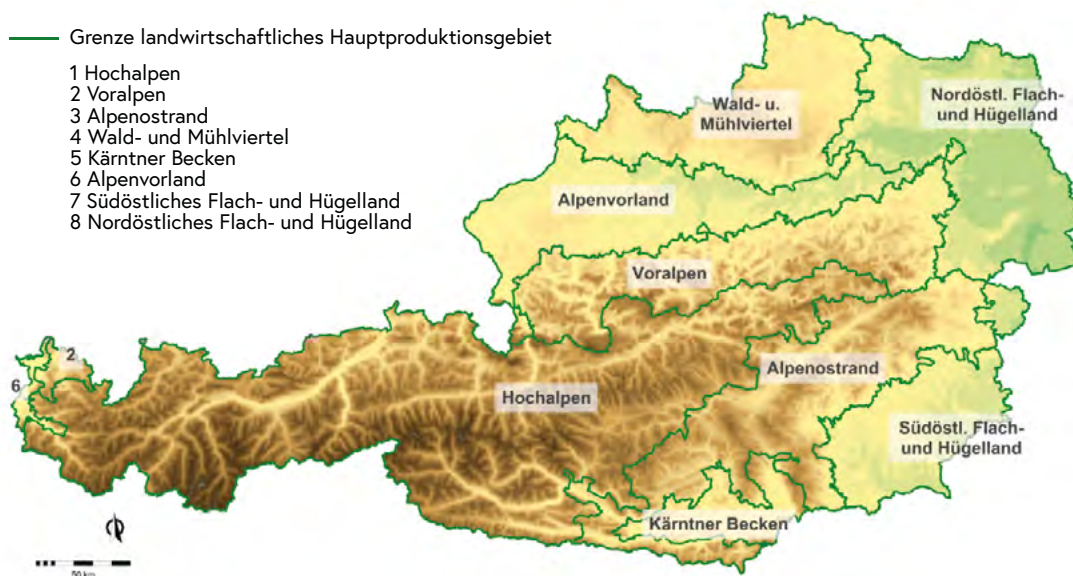 Grenze landwirtschaftliches Hauptproduktionsgebiet
1 Hochalpen
2 Voralpen
3 Alpenostrand
4 Wald- und Mühlviertel
5 Kärntner Becken
6 Alpenvorland
7 Südöstliches Flach- und Hügelland
8 Nordöstliches Flach- und Hügelland
Wald- u.
Mühlviertel
Nordöstl. Flach-
und Hügelland
Alpenvorland
Voralpen
2
6
Alpenostrand
Hochalpen
Südöstl. Flach-
und Hügelland
Kärntner Becken
50 km